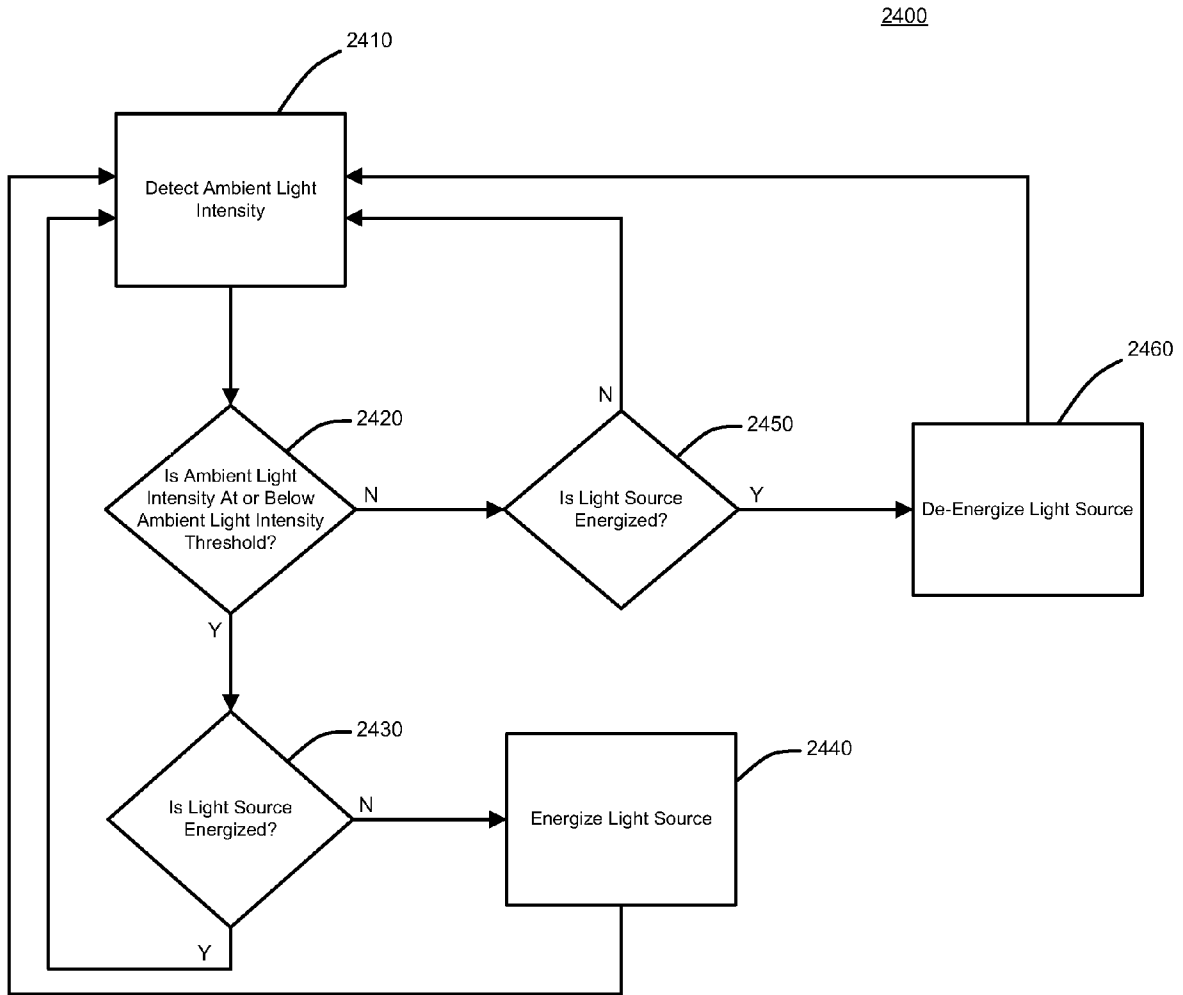 2400
2410
Detect Ambient Light
Intensity
2460
2420
2450
N
Is Ambient Light
Intensity At or Below
Ambient Light Intensity
Threshold?
N
Is Light Source
Energized?
Y
De-Energize Light Source
Y
2430
2440
Is Light Source
Energized?
N
Energize Light Source
Y